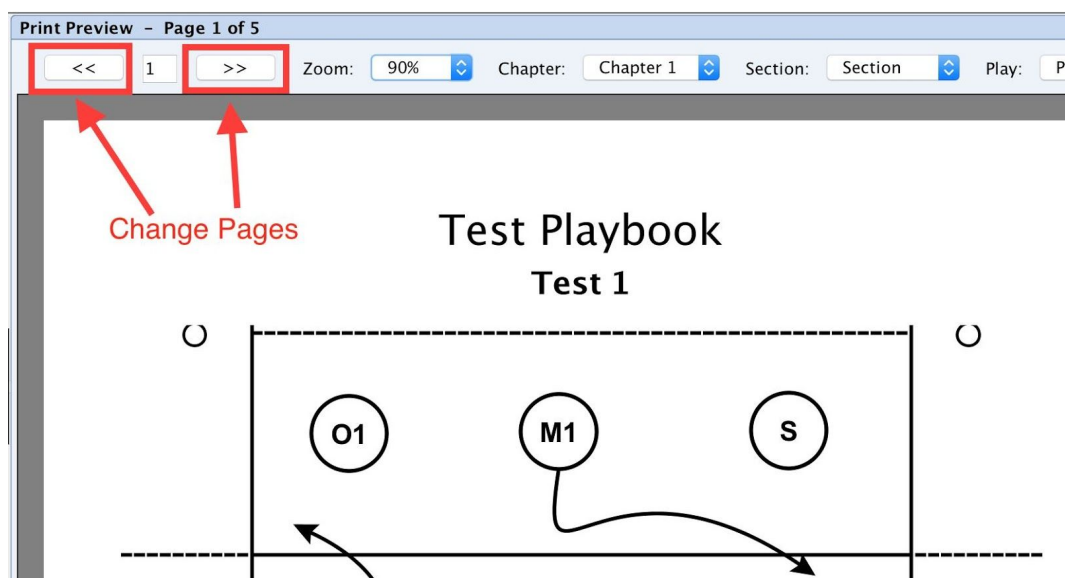 Print Preview – Page 1 of 5
<< 1 >> Zoom: 90% Chapter: Chapter 1 Section: Section Play: P
Change Pages
Test Playbook
Test 1
O1 M1 S